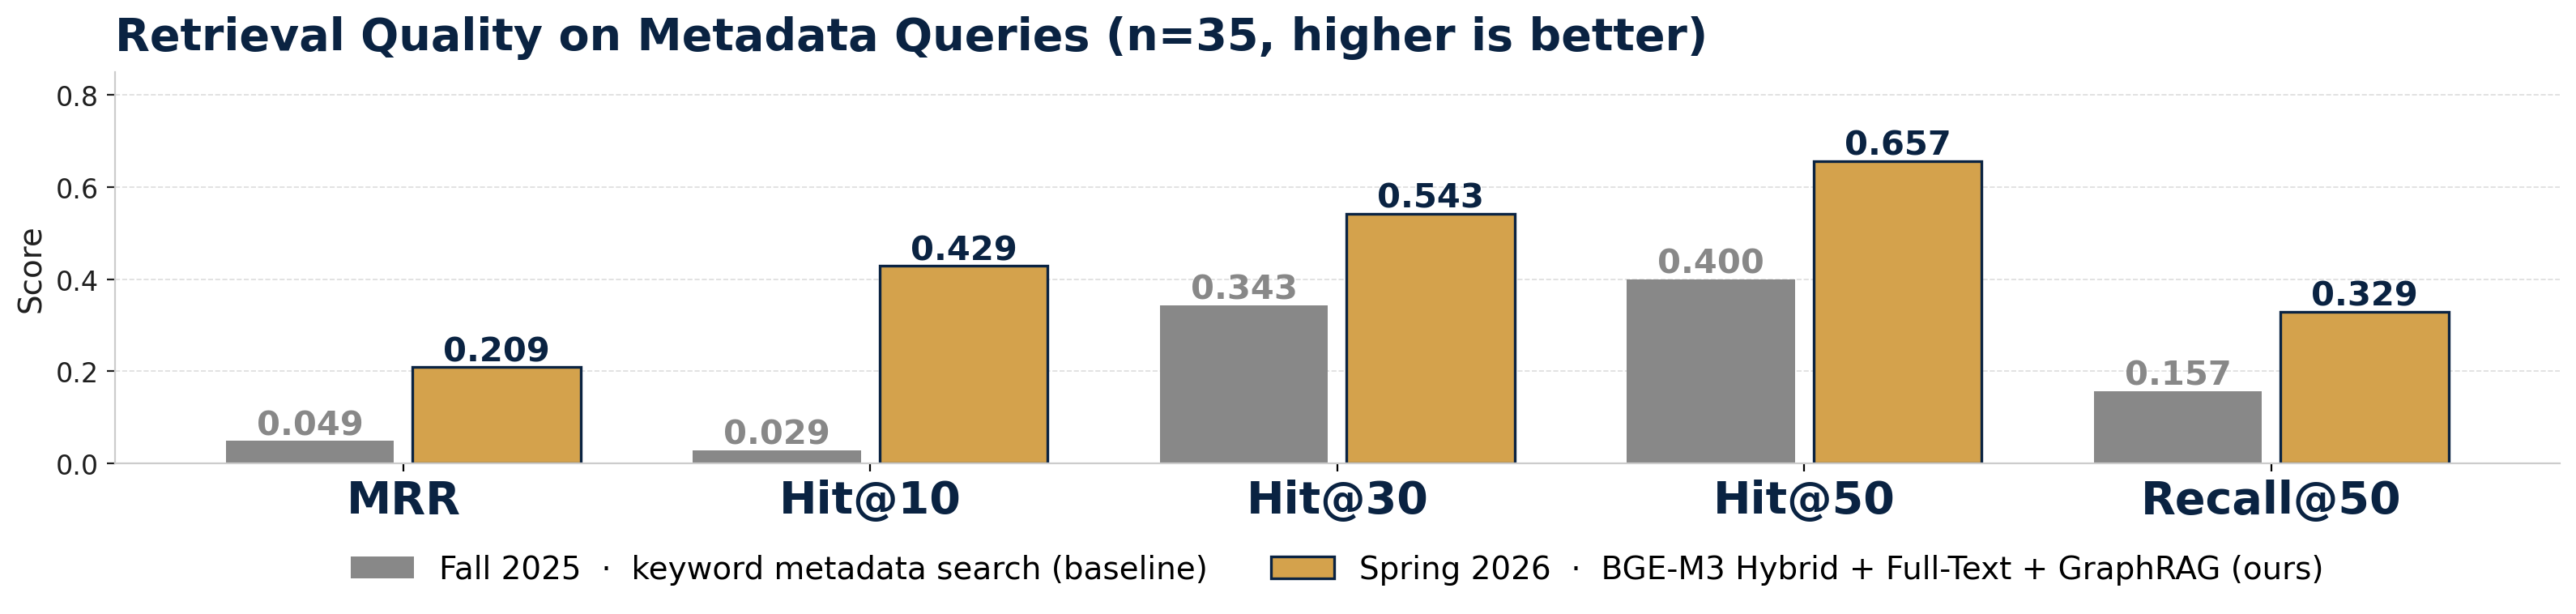 Retrieval Quality on Metadata Queries (n=35, higher is better)
Score
0.8
0.6
0.4
0.2
0.0
0.049
0.209
0.029
0.429
0.343
0.543
0.400
0.657
0.157
0.329
MRR
Hit@10
Hit@30
Hit@50
Recall@50
Fall 2025 · keyword metadata search (baseline)
Spring 2026 · BGE-M3 Hybrid + Full-Text + GraphRAG (ours)